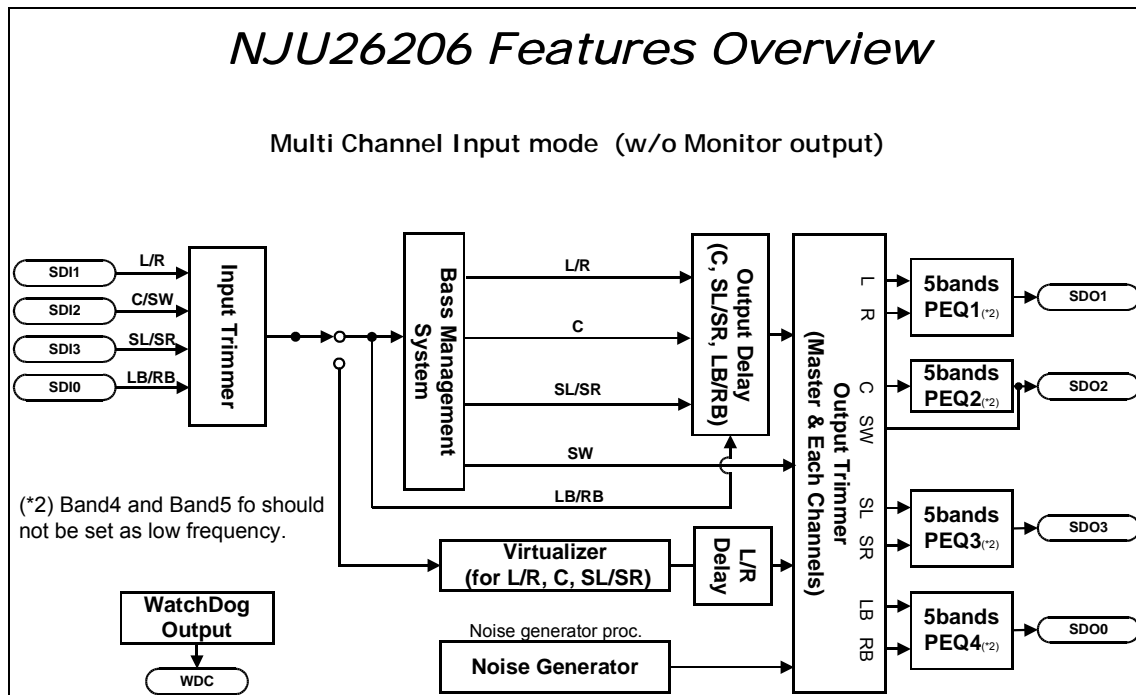 NJU26206 Features Overview
Multi Channel Input mode (w/o Monitor output)
SDI1
L/R
SDI2
C/SW
SDI3
SL/SR
SDI0
LB/RB
Input Trimmer
Bass Management
System
L/R
C
SL/SR
SW
LB/RB
Output Delay
(C, SL/SR, LB/RB)
Output Trimmer
(Master & Each Channels)
L
R
C
SW
SL
SR
LB
RB
5bands
PEQ1(*2)
SDO1
5bands
PEQ2(*2)
SDO2
5bands
PEQ3(*2)
SDO3
5bands
PEQ4(*2)
SDO0
(*2) Band4 and Band5 fo should
not be set as low frequency.
Virtualizer
(for L/R, C, SL/SR)
L/R
Delay
WatchDog
Output
WDC
Noise generator proc.
Noise Generator